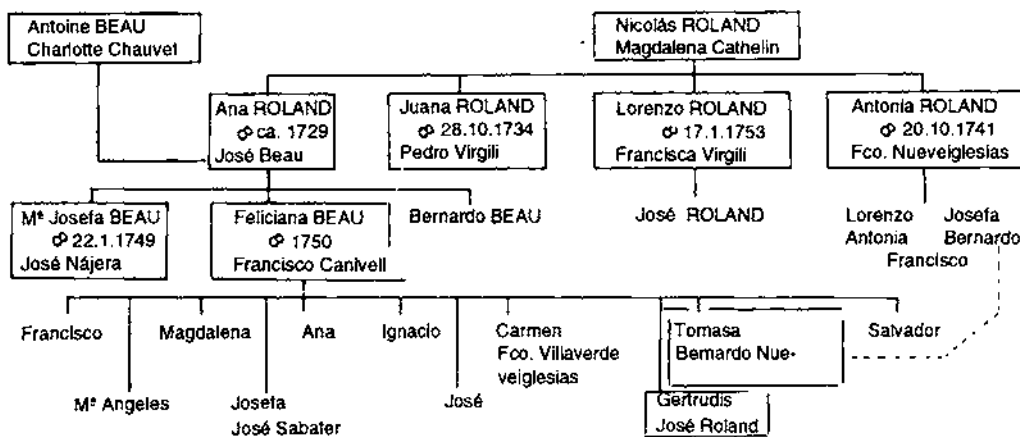 Antoine BEAU
Charlotte Chauvet
Nicolás ROLAND
Magdalena Cathelin
Ana ROLAND
⚭ ca. 1729
José Beau
Juana ROLAND
⚭ 28.10.1734
Pedro Virgili
Lorenzo ROLAND
⚭ 17.1.1753
Francisca Virgili
Antonia ROLAND
⚭ 20.10.1741
Fco. Nueveiglesias
Mª Josefa BEAU
⚭ 22.1.1749
José Nájera
Feliciana BEAU
⚭ 1750
Francisco Canivell
Bernardo BEAU
José ROLAND
Lorenzo Josefa
Antonia Bernardo
Francisco
Francisco
Magdalena
Ana
Ignacio
Carmen
Fco. Villaverde
veiglesias
Tomasa
Bernardo Nue-
Salvador
Mª Angeles
Josefa
José Sabater
José
Gertrudis
José Roland